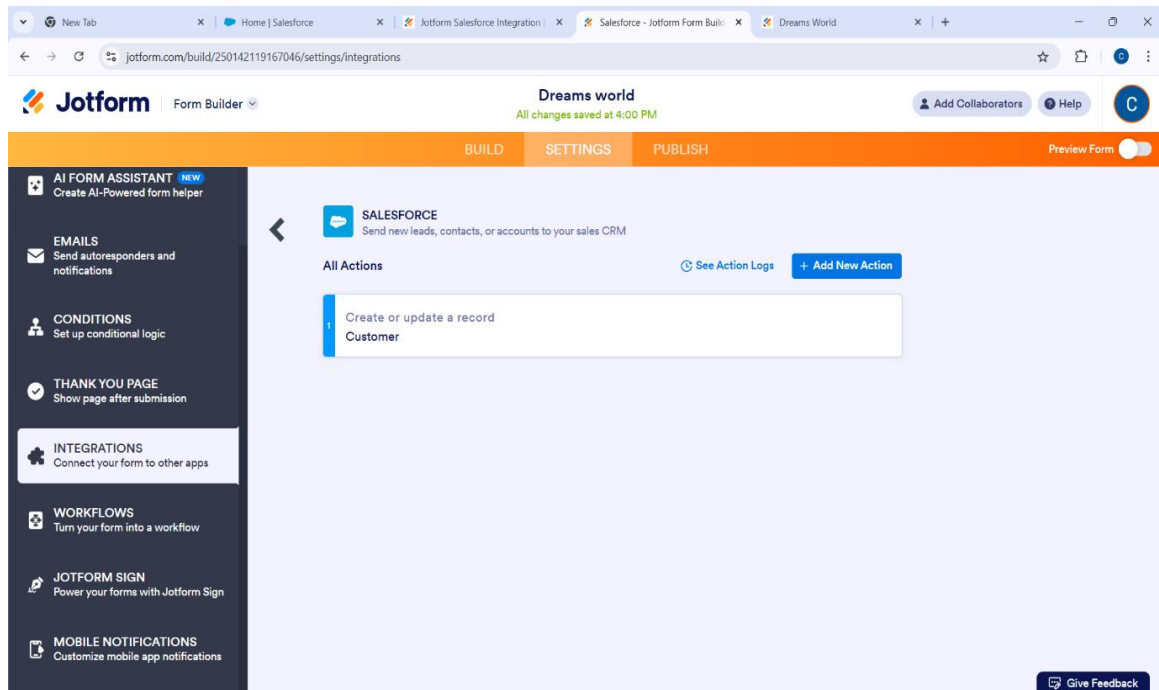 New Tab
Home | Salesforce
Jotform Salesforce Integration |
Salesforce - Jotform Form Build
Dreams World
jotform.com/build/250142119167046/settings/integrations
Jotform
Form Builder
Dreams world
All changes saved at 4:00 PM
Add Collaborators
Help
C
BUILD
SETTINGS
PUBLISH
Preview Form
AI FORM ASSISTANT NEW
Create AI-Powered form helper
EMAILS
Send autoresponders and
notifications
CONDITIONS
Set up conditional logic
THANK YOU PAGE
Show page after submission
INTEGRATIONS
Connect your form to other apps
WORKFLOWS
Turn your form into a workflow
JOTFORM SIGN
Power your forms with Jotform Sign
MOBILE NOTIFICATIONS
Customize mobile app notifications
SALESFORCE
Send new leads, contacts, or accounts to your sales CRM
All Actions
See Action Logs
+ Add New Action
1
Create or update a record
Customer
Give Feedback